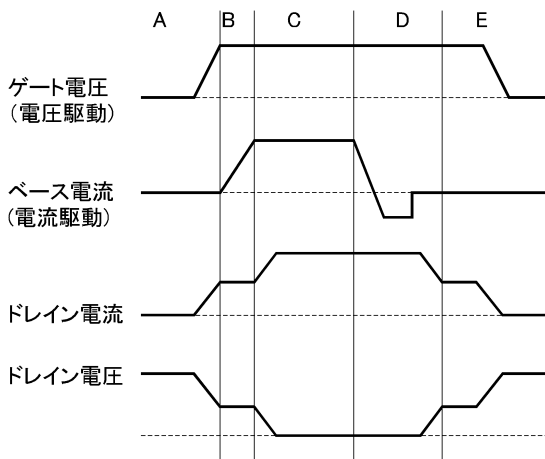 A B C D E
ゲート電圧
(電圧駆動)
ベース電流
(電流駆動)
ドレイン電流
ドレイン電圧